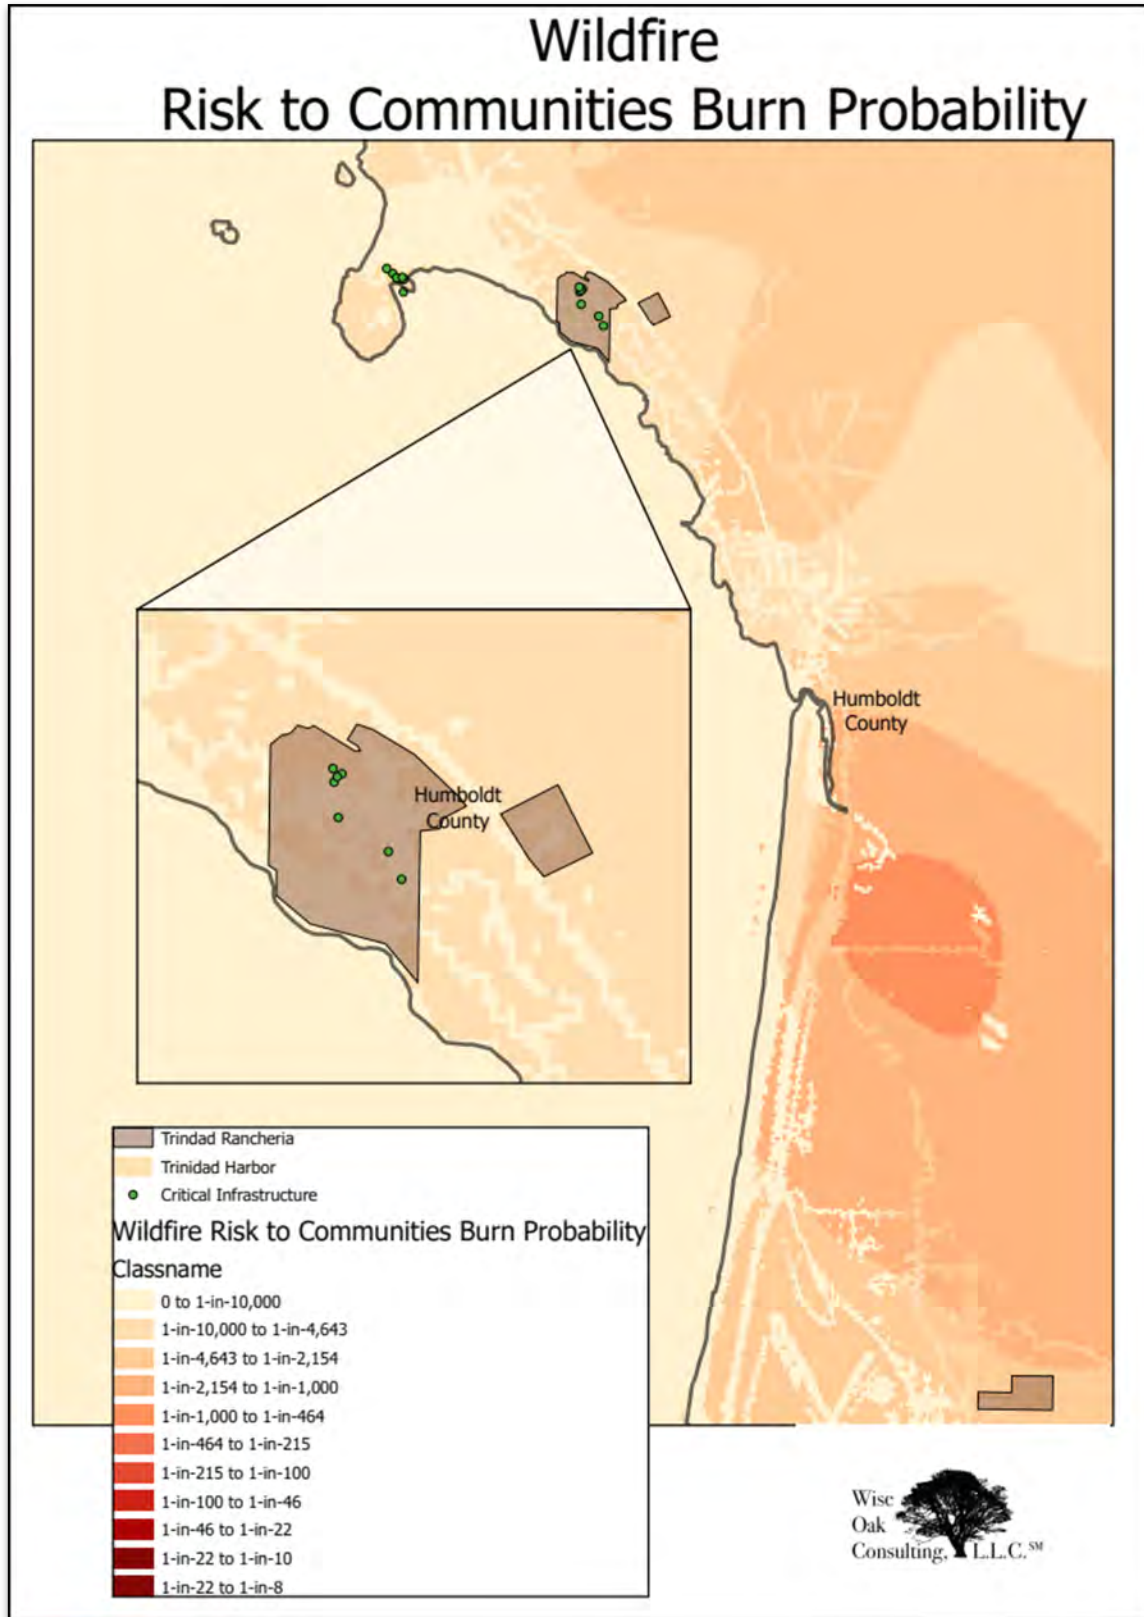 Wildfire
Risk to Communities Burn Probability
Humboldt
County
Humboldt
County
Trindad Rancheria
Trinidad Harbor
Critical Infrastructure
Wildfire Risk to Communities Burn Probability
Classname
0 to 1-in-10,000
1-in-10,000 to 1-in-4,643
1-in-4,643 to 1-in-2,154
1-in-2,154 to 1-in-1,000
1-in-1,000 to 1-in-464
1-in-464 to 1-in-215
1-in-215 to 1-in-100
1-in-100 to 1-in-46
1-in-46 to 1-in-22
1-in-22 to 1-in-10
1-in-22 to 1-in-8
Wise
Oak
Consulting, L.L.C.℠